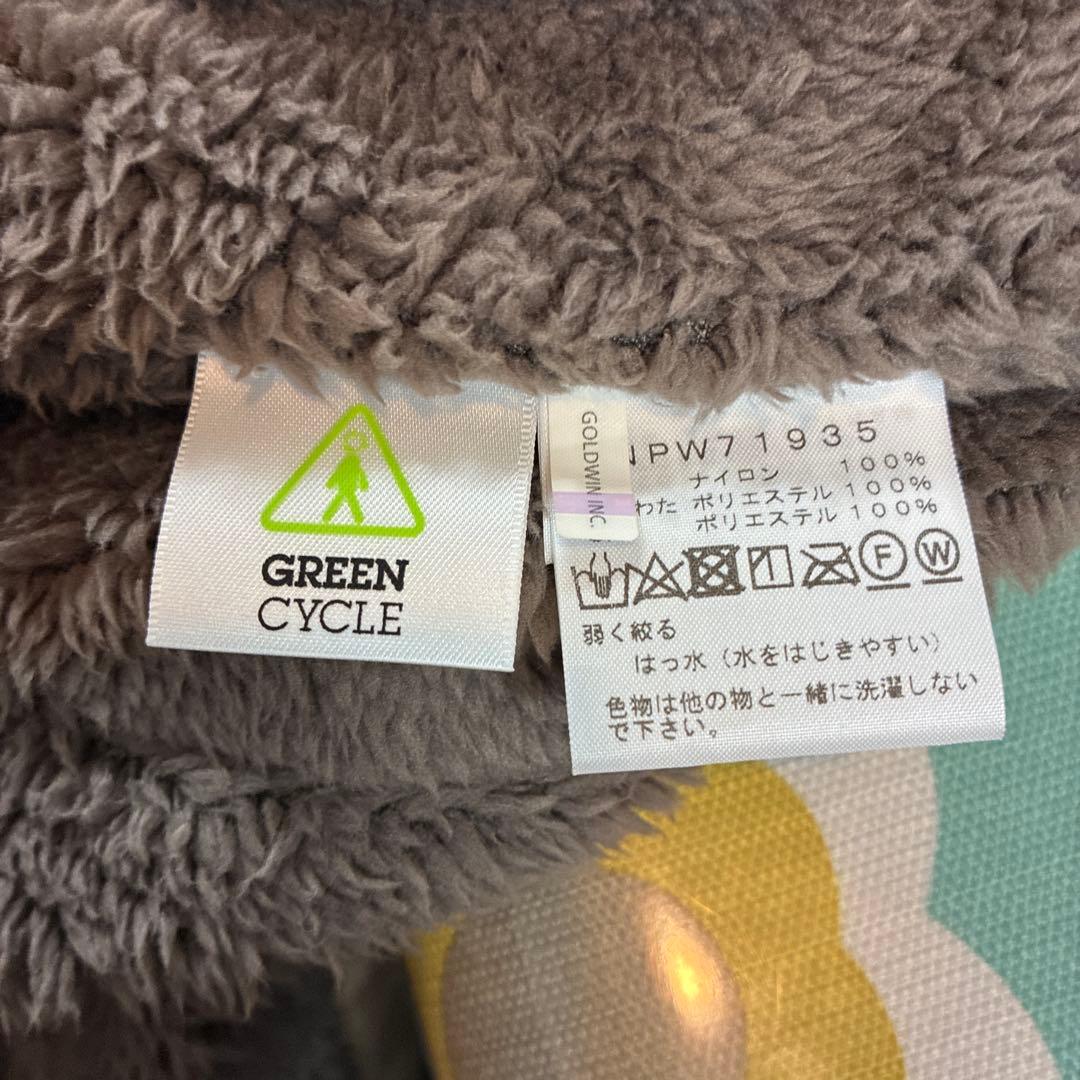 GREEN
CYCLE
GOLDWIN INC.
NPW71935
ナイロン 100%
わた ポリエステル 100%
ポリエステル 100%
F W
弱く絞る
はっ水（水をはじきやすい）
色物は他の物と一緒に洗濯しない
で下さい。